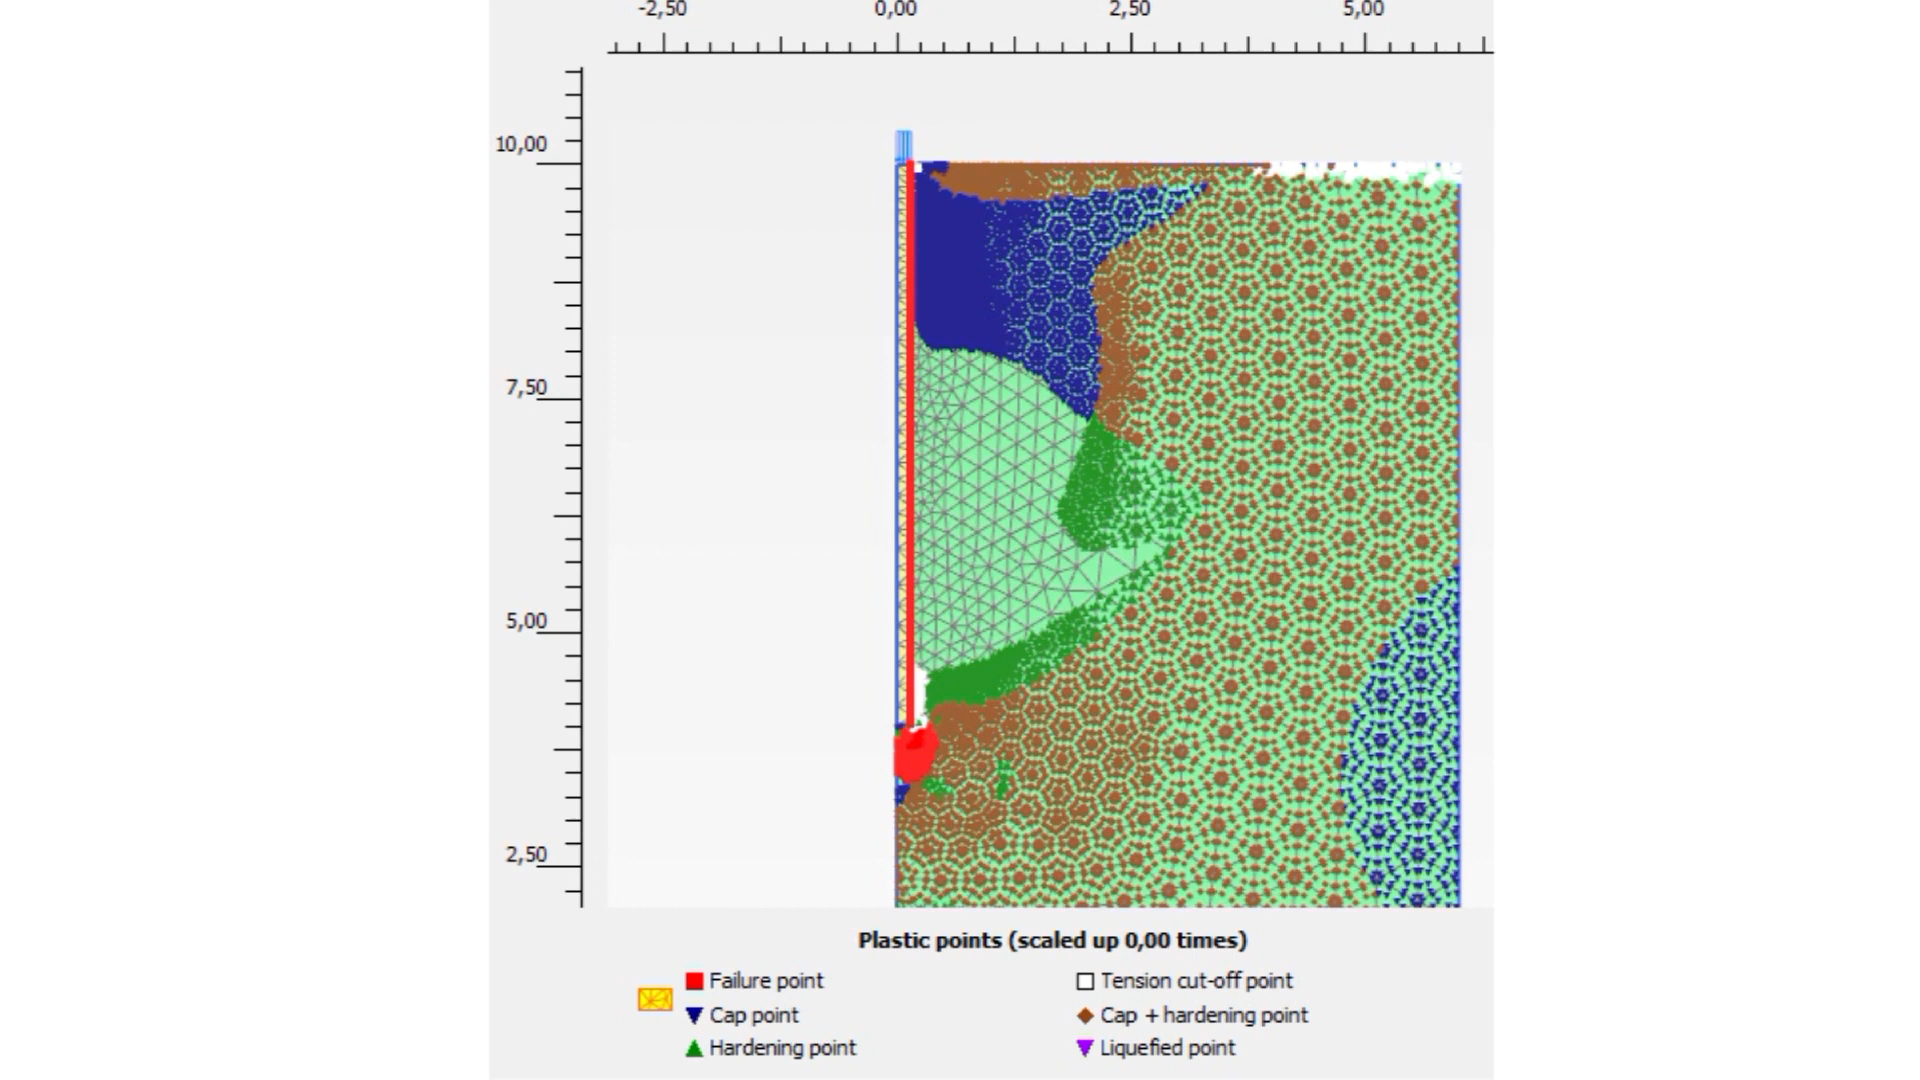 -2,50 0,00 2,50 5,00
10,00
7,50
5,00
2,50
Plastic points (scaled up 0,00 times)
Failure point Tension cut-off point
Cap point Cap + hardening point
Hardening point Liquefied point